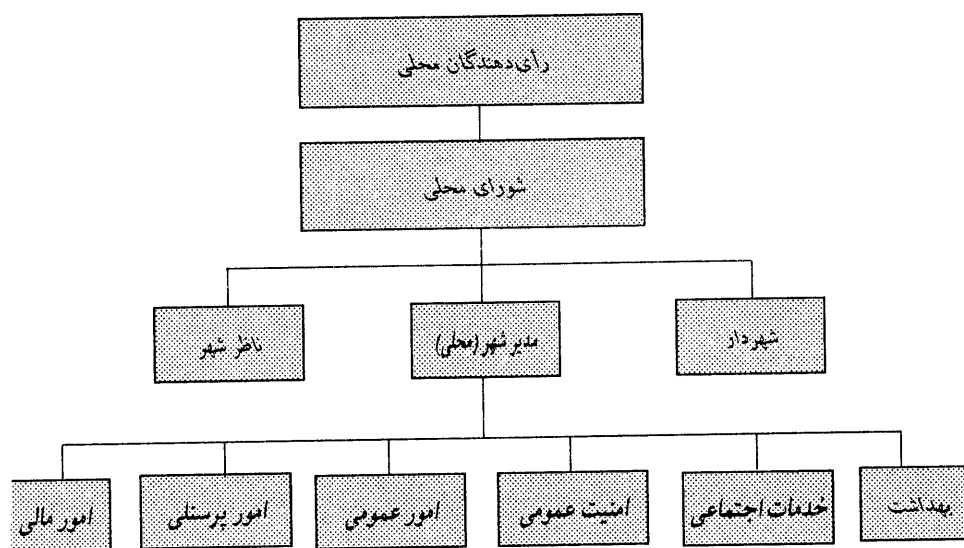 رأی‌دهندگان محلی
شورای محلی
شهردار
مدیر شهر (محلی)
ناظر شهر
بهداشت
خدمات اجتماعی
امنیت عمومی
امور عمومی
امور پرسنلی
امور مالی